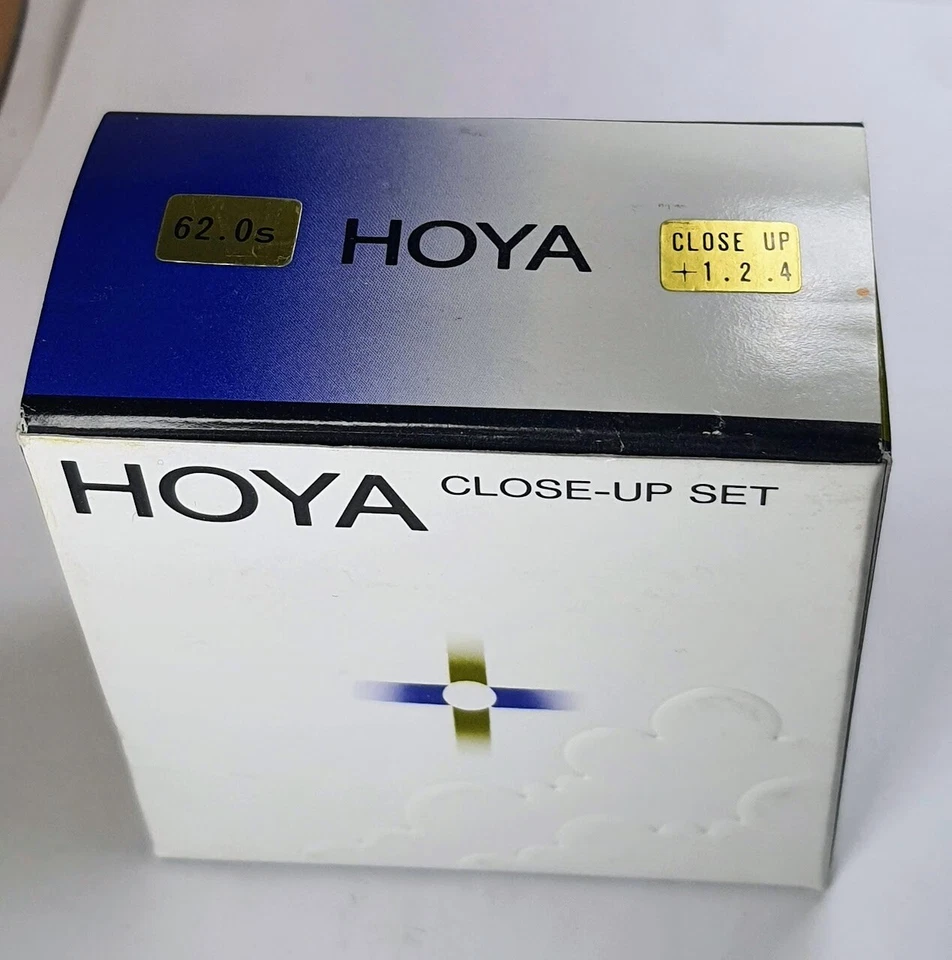 62.0s
HOYA
CLOSE UP
+1.2.4
HOYA CLOSE-UP SET